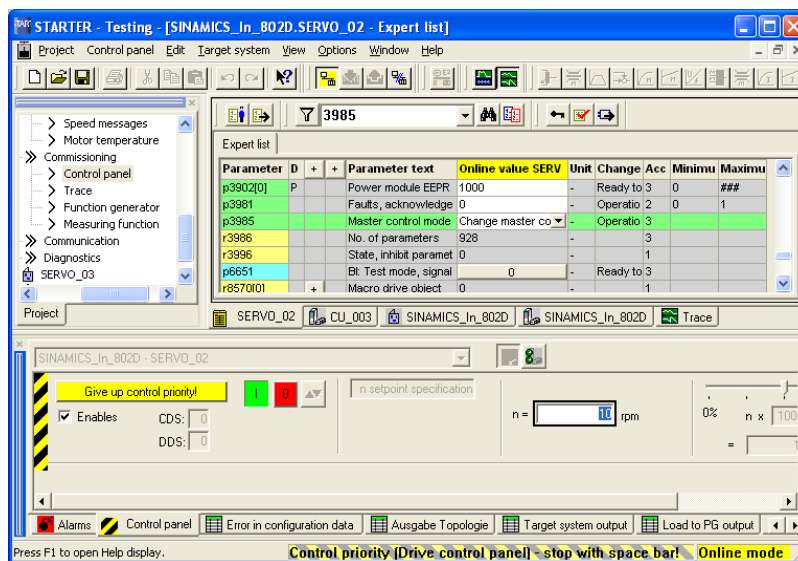 STARTER - Testing - [SINAMICS_In_802D.SERVO_02 - Expert list]
Project Control panel Edit Target system View Options Window Help
3985
Speed messages
Motor temperature
Commissioning
Control panel
Trace
Function generator
Measuring function
Communication
Diagnostics
SERVO_03
Project
Expert list
Parameter D + + Parameter text Online value SERV Unit Change Acc Minimu Maximu
p3902[0] P Power module EEPR 1000 - Ready to 3 0 ###
p3981 Faults, acknowledge 0 - Operatio 2 0 1
p3985 Master control mode Change master co - Operatio 3
r3986 No. of parameters 928 - 3
r3996 State, inhibit paramet 0 - 1
p6651 BI: Test mode, signal 0 - Ready to 3
r8570[0] + Macro drive object 0 - 1
SERVO_02 CU_003 SINAMICS_In_802D SINAMICS_In_802D Trace
SINAMICS_In_802D - SERVO_02
Give up control priority! I 0 n setpoint specification
Enables CDS: 0
DDS: 0
n = 10 rpm
0% n x 100
= 1
Alarms Control panel Error in configuration data Ausgabe Topologie Target system output Load to PG output
Press F1 to open Help display. Control priority (Drive control panel) - stop with space bar! Online mode